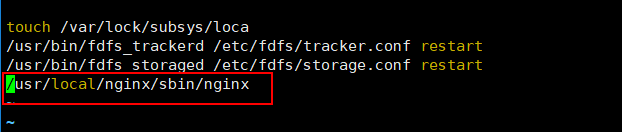 touch /var/lock/subsys/loca
/usr/bin/fdfs_trackerd /etc/fdfs/tracker.conf restart
/usr/bin/fdfs_storaged /etc/fdfs/storage.conf restart
/usr/local/nginx/sbin/nginx
~
~